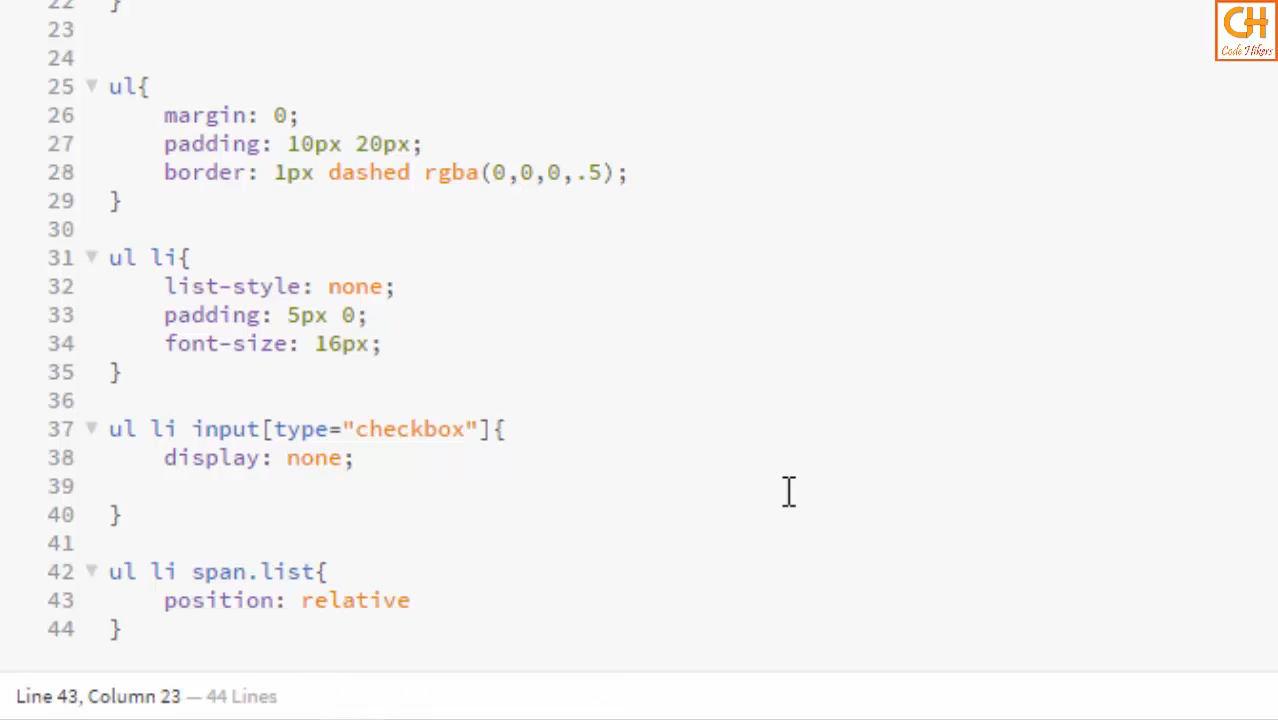 22 }
CH
Code Hikers
23
24
25 ul{
26 margin: 0;
27 padding: 10px 20px;
28 border: 1px dashed rgba(0,0,0,.5);
29 }
30
31 ul li{
32 list-style: none;
33 padding: 5px 0;
34 font-size: 16px;
35 }
36
37 ul li input[type="checkbox"]{
38 display: none;
39
40 }
41
42 ul li span.list{
43 position: relative
44 }
Line 43, Column 23 — 44 Lines